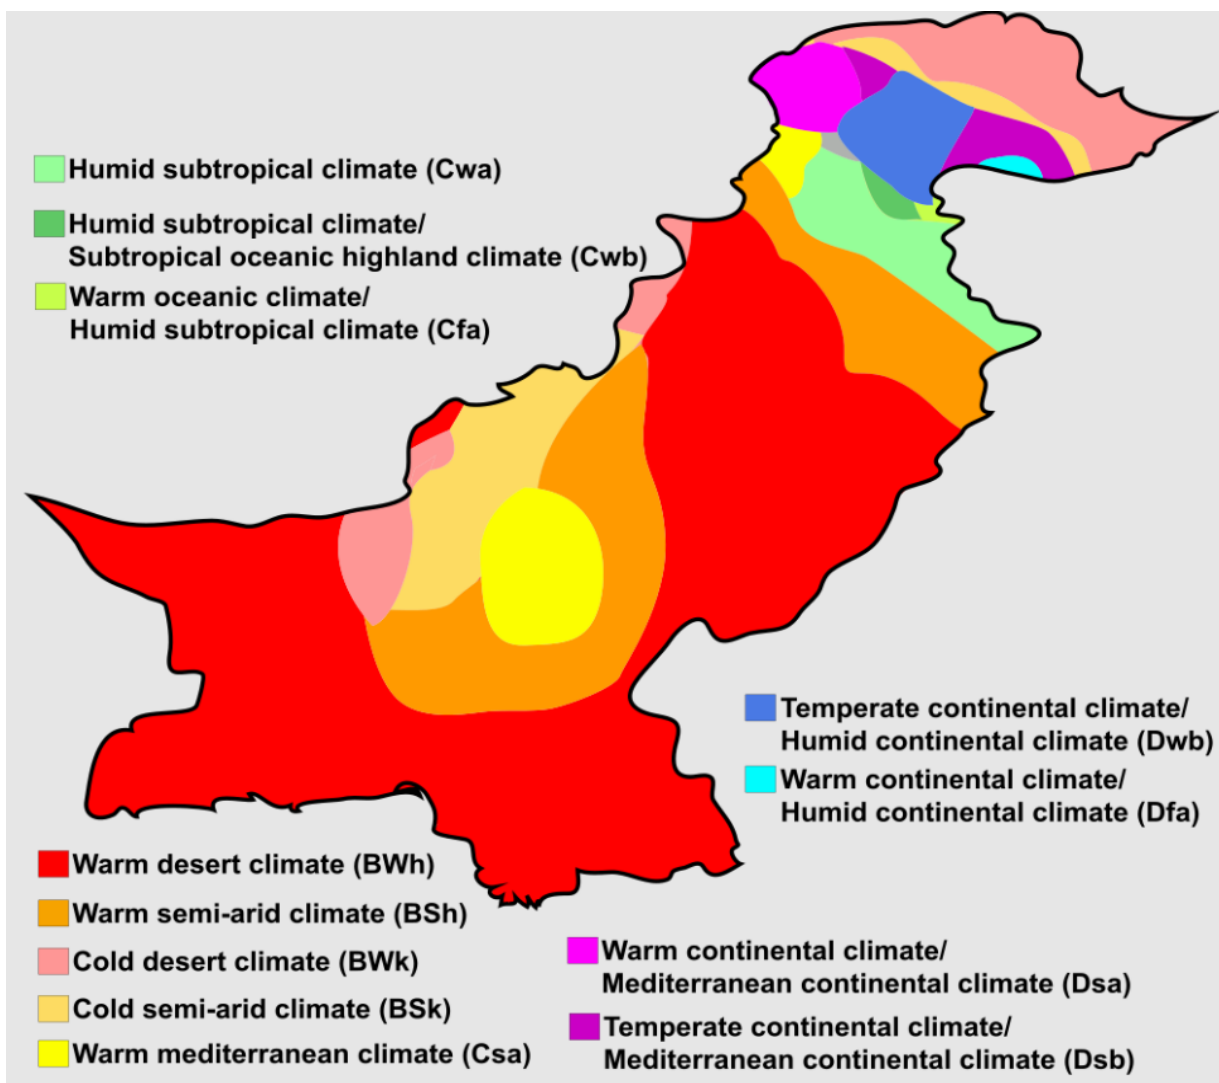 Humid subtropical climate (Cwa)
Humid subtropical climate/
Subtropical oceanic highland climate (Cwb)
Warm oceanic climate/
Humid subtropical climate (Cfa)
Temperate continental climate/
Humid continental climate (Dwb)
Warm continental climate/
Humid continental climate (Dfa)
Warm desert climate (BWh)
Warm semi-arid climate (BSh)
Cold desert climate (BWk)
Cold semi-arid climate (BSk)
Warm mediterranean climate (Csa)
Warm continental climate/
Mediterranean continental climate (Dsa)
Temperate continental climate/
Mediterranean continental climate (Dsb)